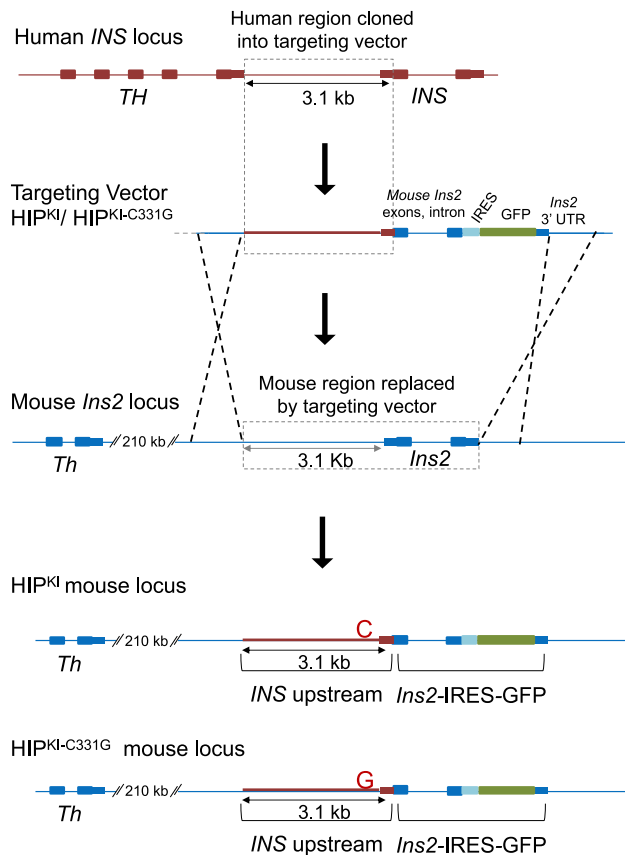 Human INS locus
Human region cloned
into targeting vector
3.1 kb
TH
INS
Targeting Vector
HIPKI/ HIPKI-C331G
Mouse Ins2
exons, intron
IRES
GFP
Ins2
3' UTR
Mouse Ins2 locus
Mouse region replaced
by targeting vector
// 210 kb //
Th
3.1 Kb
Ins2
HIPKI mouse locus
C
// 210 kb //
Th
3.1 kb
INS upstream
Ins2-IRES-GFP
HIPKI-C331G mouse locus
G
// 210 kb //
Th
3.1 kb
INS upstream
Ins2-IRES-GFP